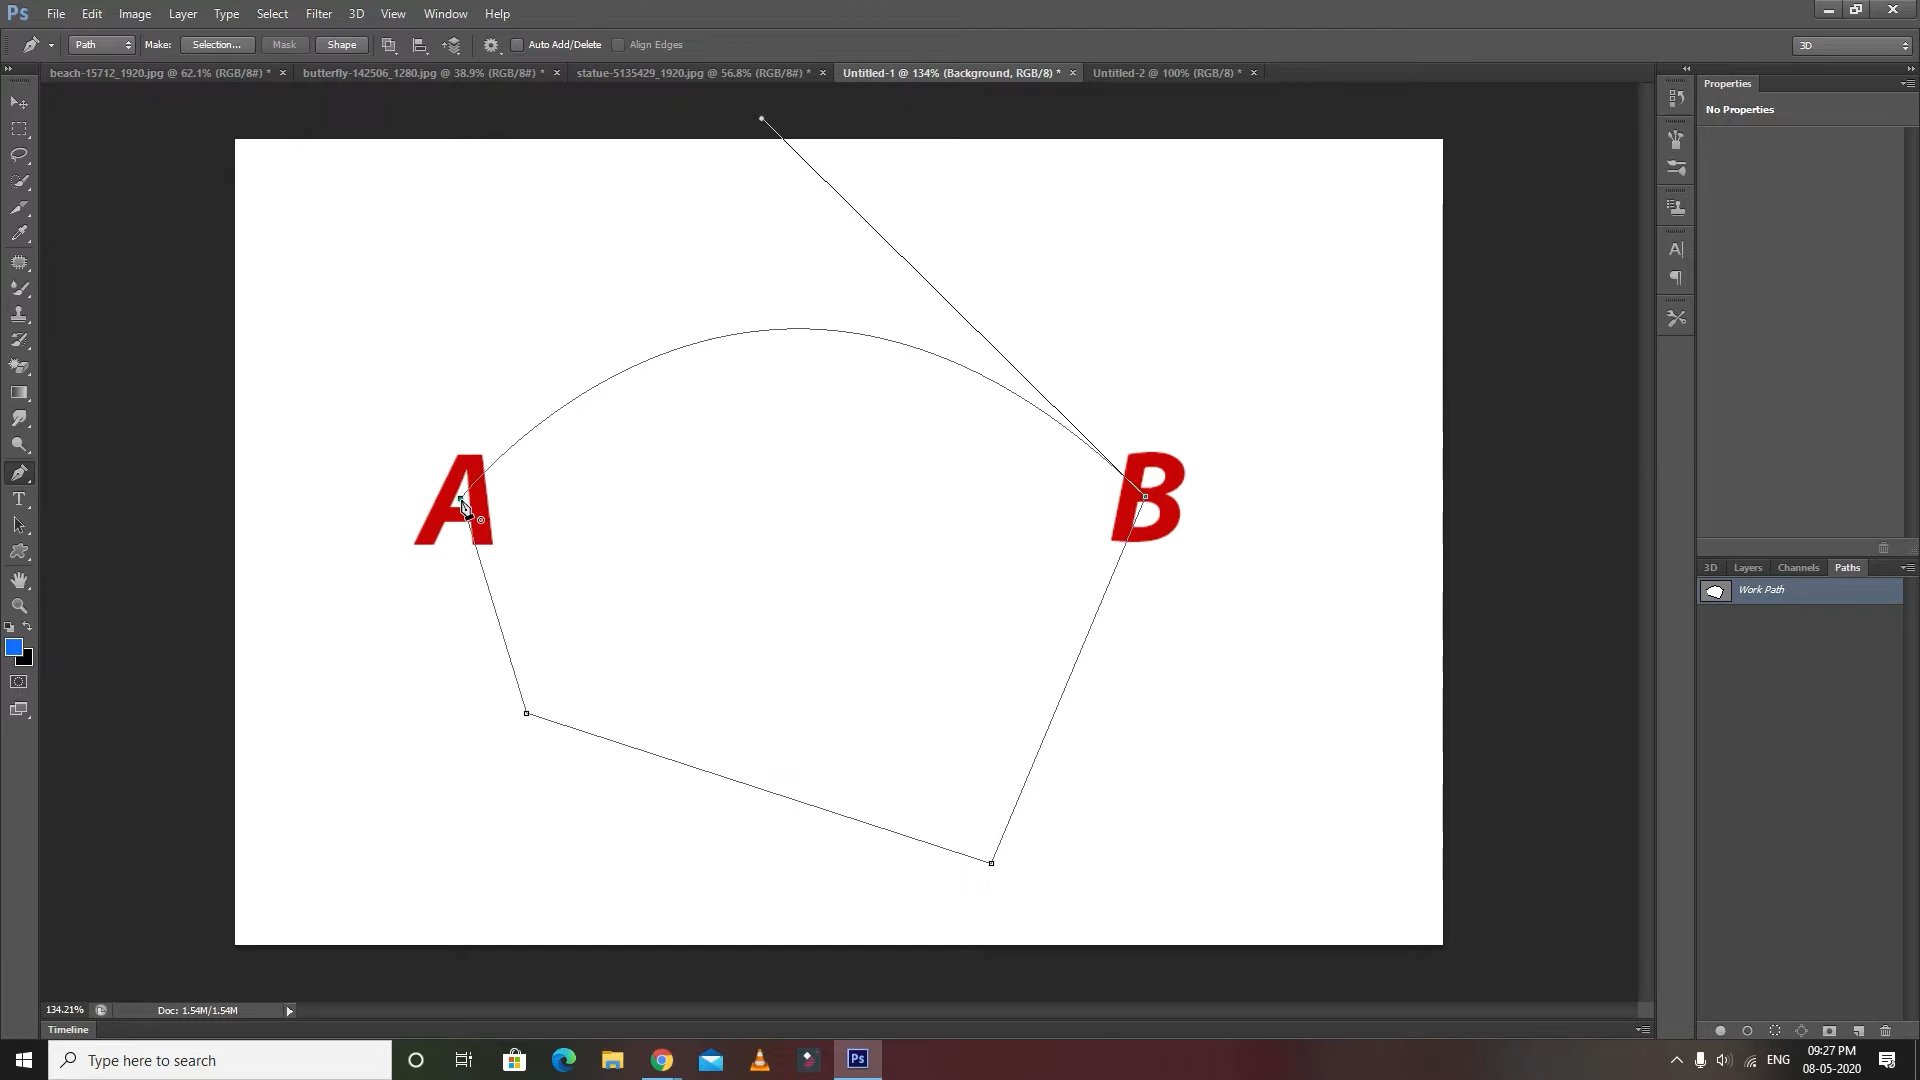 Ps File Edit Image Layer Type Select Filter 3D View Window Help
Path Make: Selection... Mask Shape Auto Add/Delete Align Edges 3D
beach-15712_1920.jpg @ 62.1% (RGB/8#) * butterfly-142506_1280.jpg @ 38.9% (RGB/8#) * statue-5135429_1920.jpg @ 56.8% (RGB/8#) * Untitled-1 @ 134% (Background, RGB/8) * Untitled-2 @ 100% (RGB/8) *
Properties
No Properties
A B
3D Layers Channels Paths
Work Path
134.21% Doc: 1.54M/1.54M
Timeline
Type here to search
Ps
ENG
09:27 PM
08-05-2020